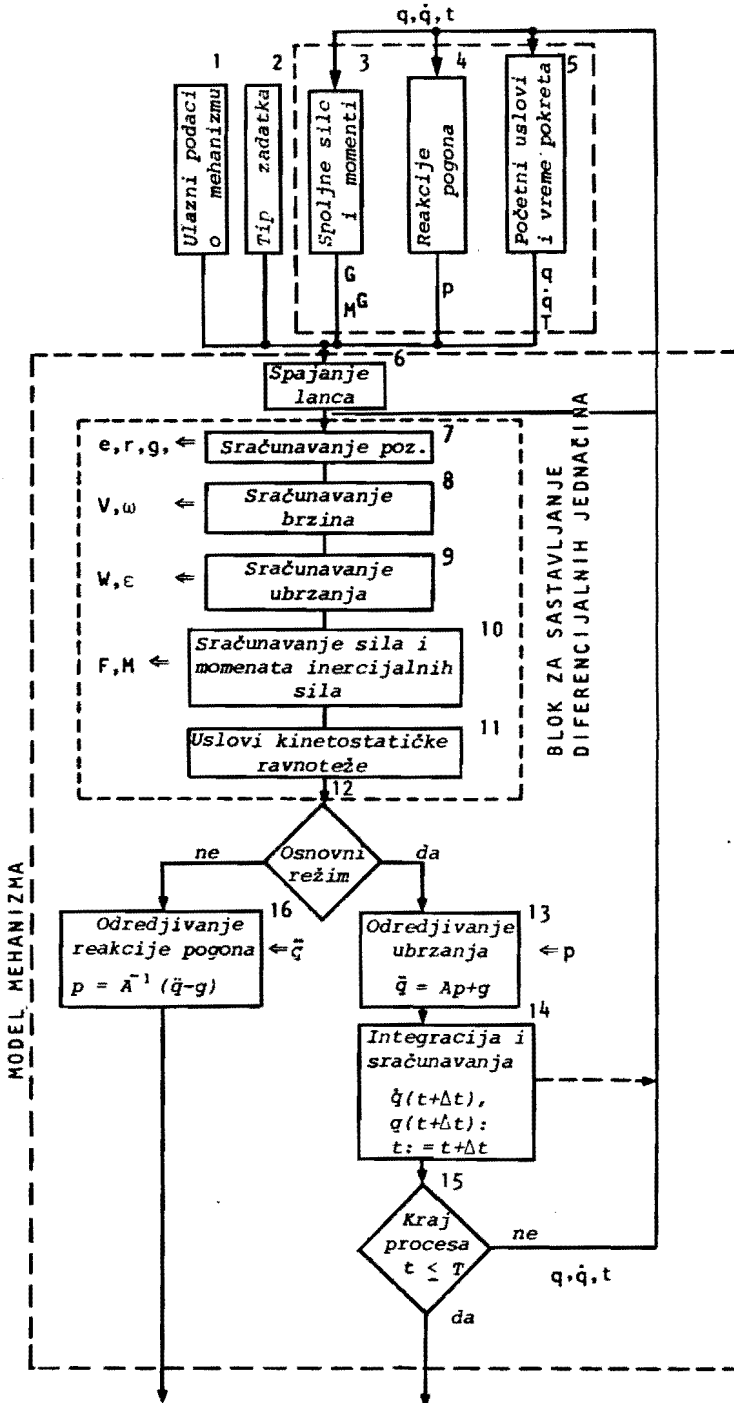 q,q̇,t
1
2
3
4
5
Ulazni podaci
o mehanizmu
Tip zadatka
Spoljne silc
i momenti
Reakcije
pogona
Početni uslovi
i vreme pokreta
G
M^G
p
q
q̇
T
6
Spajanje
lanca
7
e,r,g, ⇐
Sračunavanje poz.
8
V,ω ⇐
Sračunavanje
brzina
9
W,ε ⇐
Sračunavanje
ubrzanja
10
F,M ⇐
Sračunavanje sila i
momenata inercijalnih
sila
11
Uslovi kinetostatičke
ravnoteže
12
BLOK ZA SASTAVLJANJE
DIFERENCIJALNIH JEDNAČINA
Osnovni
režim
ne
da
16
Odredjivanje
reakcije pogona
p = A⁻¹ (q̈-g)
⇐ q̈
13
Odredjivanje
ubrzanja
q̈ = Ap+g
⇐ p
14
Integracija i
sračunavanja
q̇(t+Δt),
q(t+Δt):
t: = t+Δt
15
Kraj
procesa
t ≤ T
ne
q,q̇,t
da
MODEL MEHANIZMA